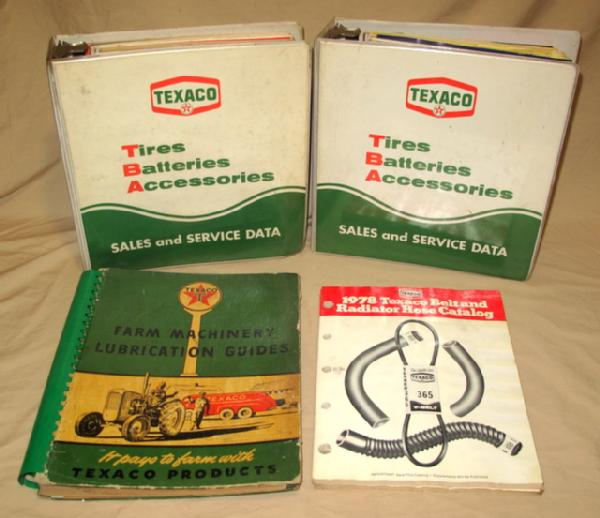 TEXACO
Tires
Batteries
Accessories
SALES and SERVICE DATA
TEXACO
Tires
Batteries
Accessories
SALES and SERVICE DATA
TEXACO
T
FARM MACHINERY
LUBRICATION GUIDES
TEXACO
It pays to farm with
TEXACO PRODUCTS
1978 Texaco Belt and
Radiator Hose Catalog
365
V-BELT